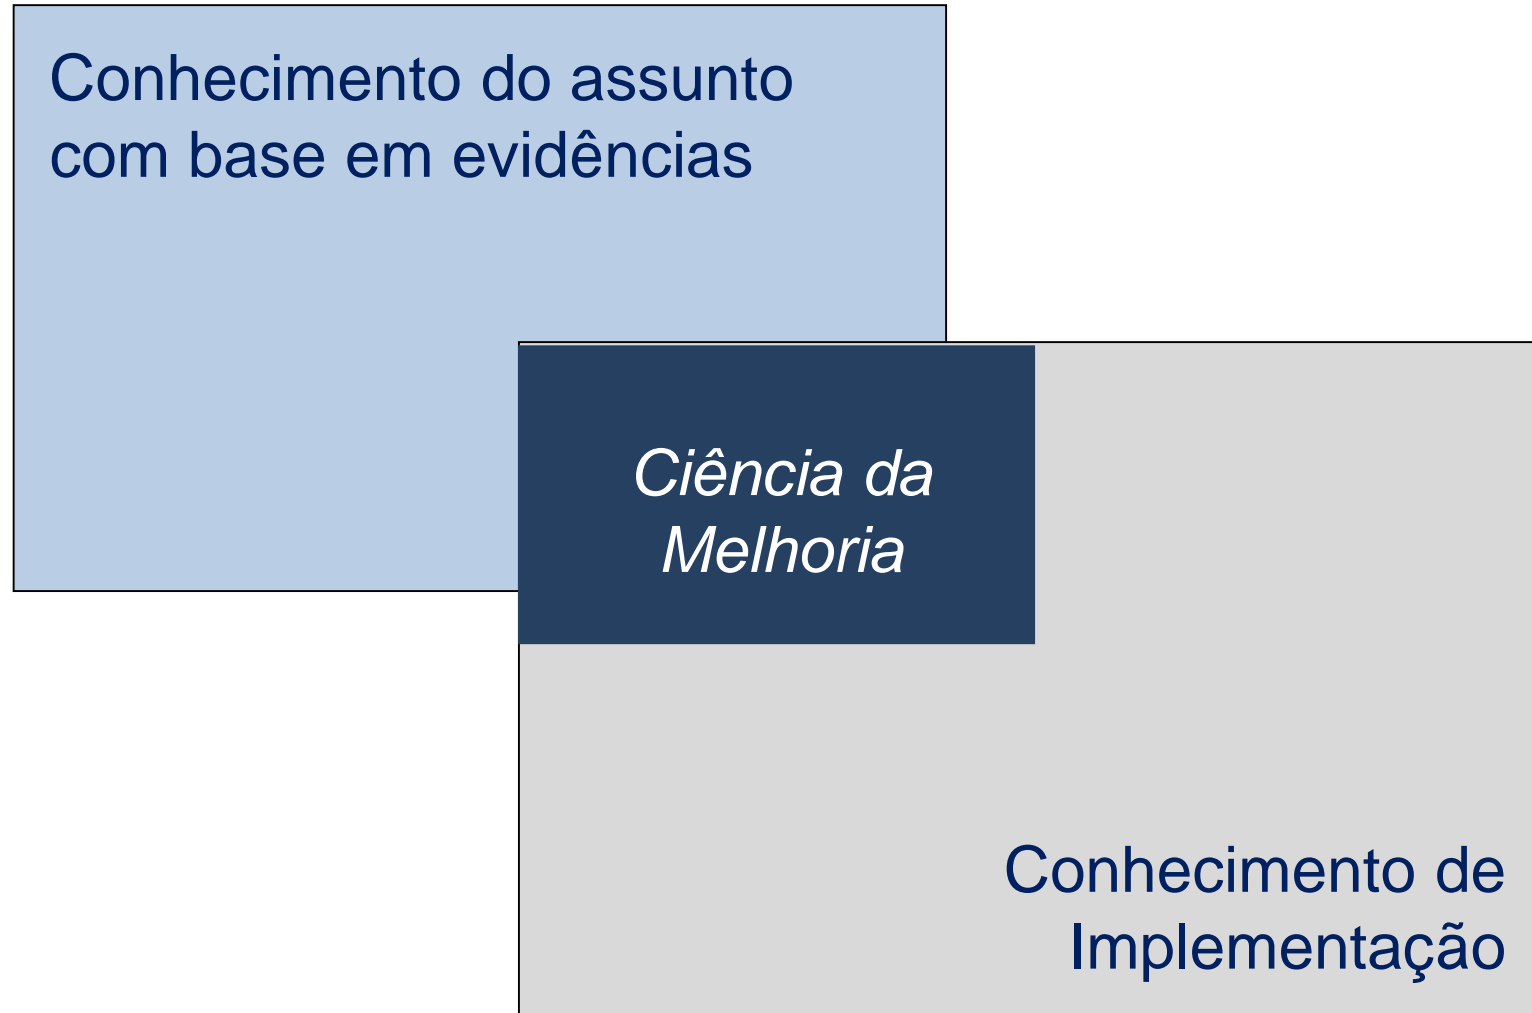 Conhecimento do assunto
com base em evidências
Ciência da
Melhoria
Conhecimento de
Implementação